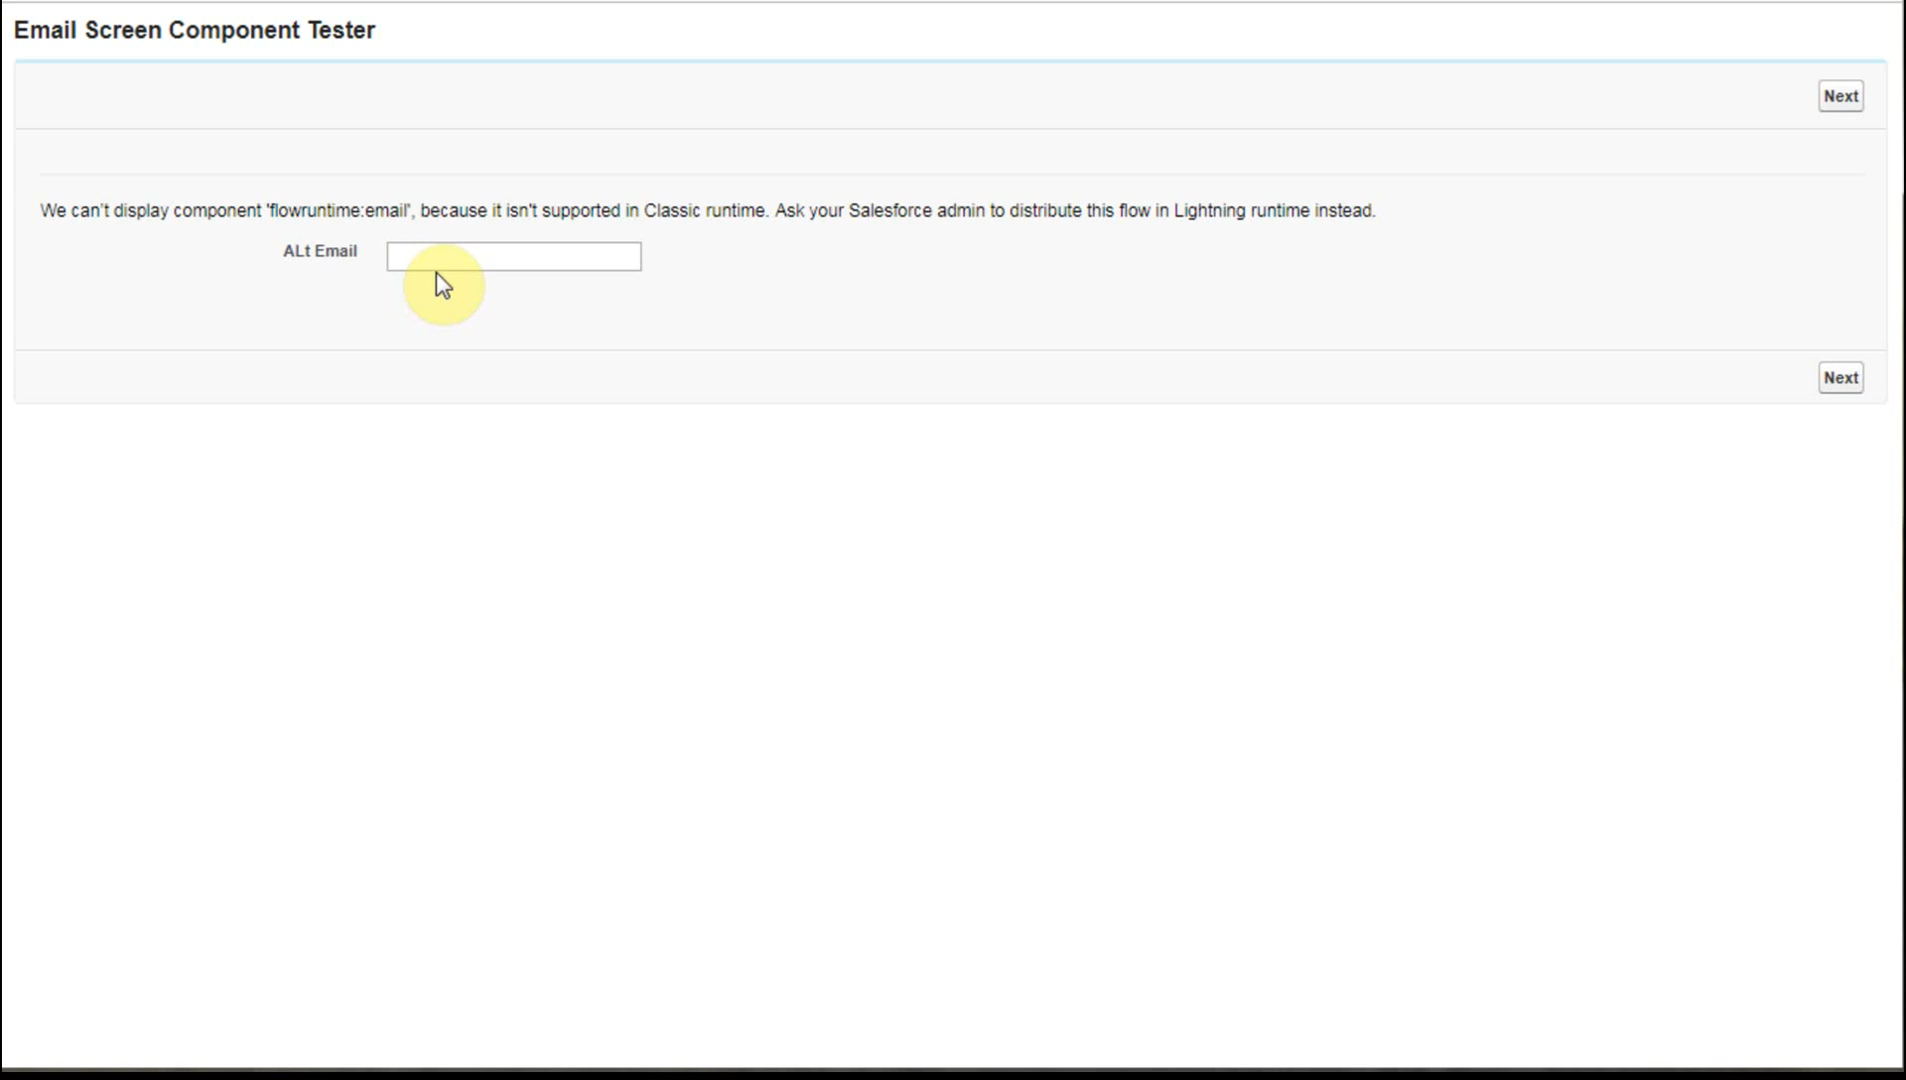 Email Screen Component Tester
Next
We can't display component 'flowruntime:email', because it isn't supported in Classic runtime. Ask your Salesforce admin to distribute this flow in Lightning runtime instead.
ALt Email
Next